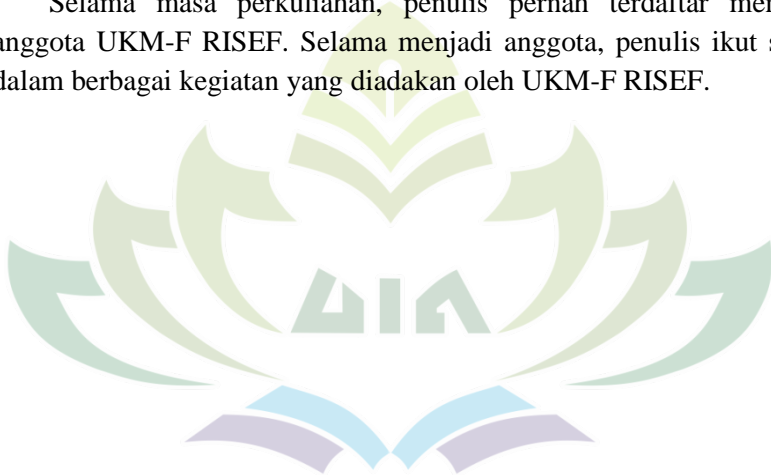 Selama masa perkuliahan, penulis pernah terdaftar
anggota UKM-F RISEF. Selama menjadi anggota, penulis ikut
dalam berbagai kegiatan yang diadakan oleh UKM-F RISEF.
UIN